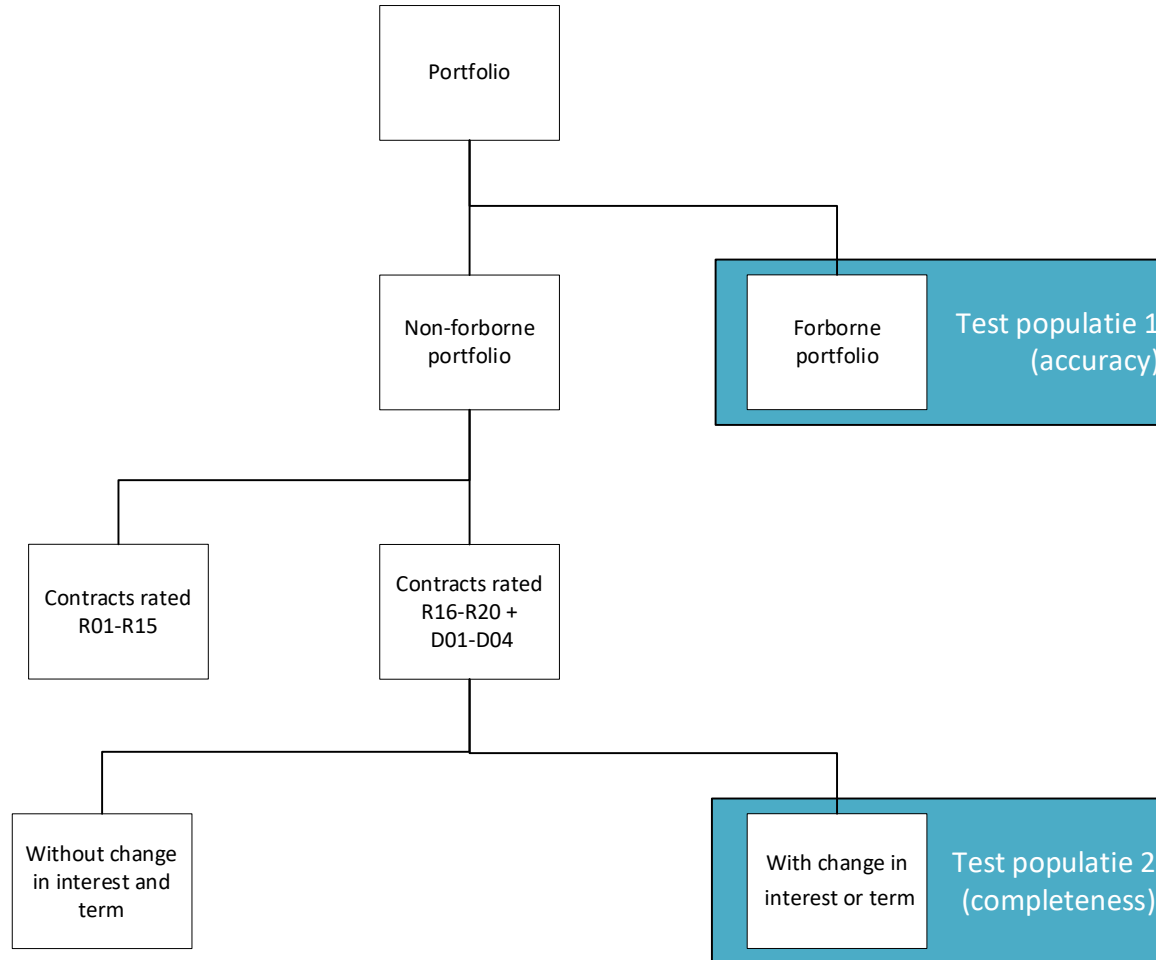 Portfolio
Non-forborne
portfolio
Forborne
portfolio
Test populatie 1
(accuracy)
Contracts rated
R01-R15
Contracts rated
R16-R20 +
D01-D04
Without change
in interest and
term
With change in
interest or term
Test populatie 2
(completeness)